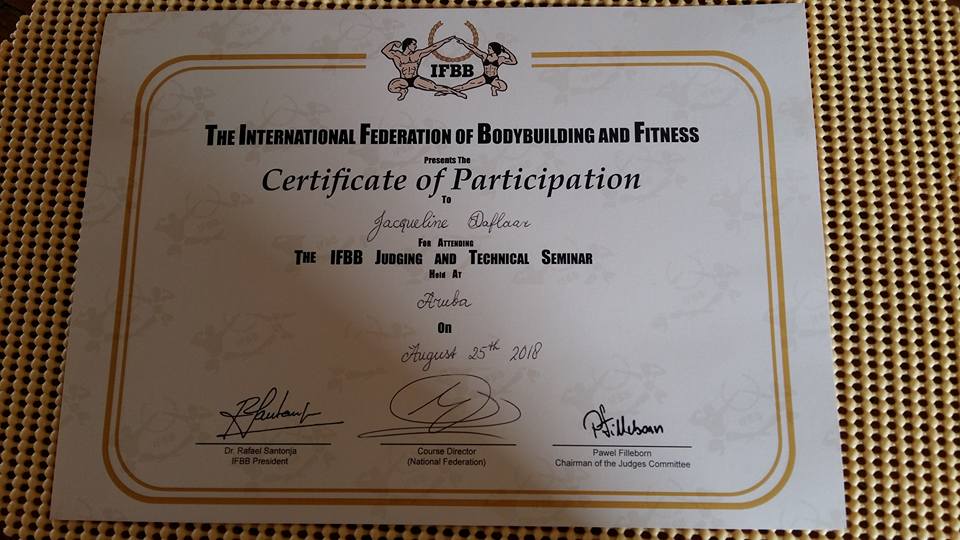 IFBB
The International Federation of Bodybuilding and Fitness
Presents The
Certificate of Participation
To
Jacqueline Daflaar
For Attending
The IFBB Judging and Technical Seminar
Held At
Aruba
On
August 25th 2018
Dr. Rafael Santonja
IFBB President
Course Director
(National Federation)
PFilleborn
Pawel Filleborn
Chairman of the Judges Committee